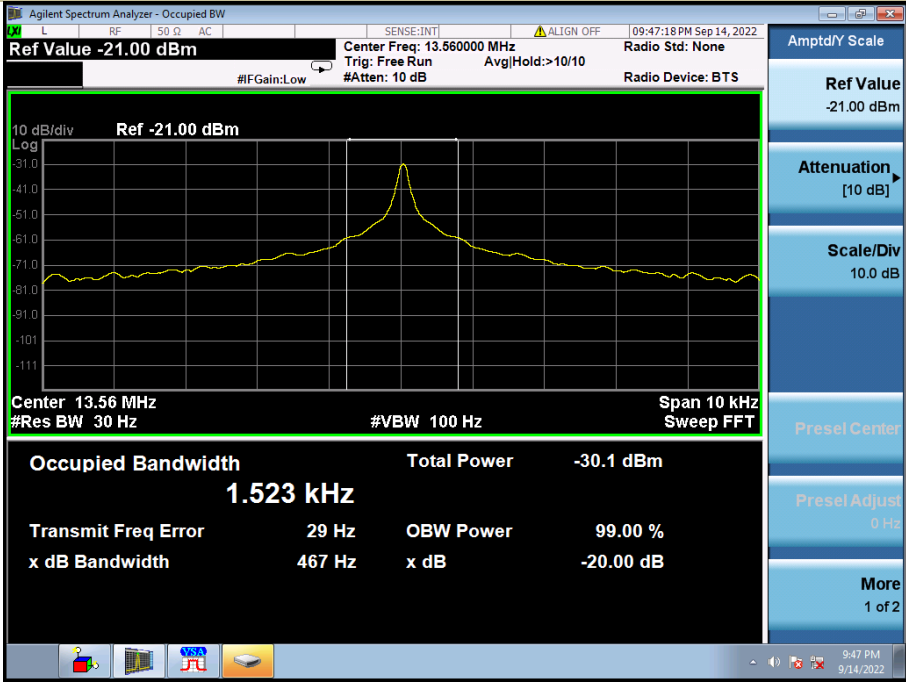 Agilent Spectrum Analyzer - Occupied BW
LXI L RF 50 Ω AC SENSE:INT ALIGN OFF 09:47:18 PM Sep 14, 2022
Ref Value -21.00 dBm
Center Freq: 13.560000 MHz
Radio Std: None
Trig: Free Run Avg|Hold:>10/10
#IFGain:Low
#Atten: 10 dB
Radio Device: BTS
10 dB/div Ref -21.00 dBm
Log
-31.0
-41.0
-51.0
-61.0
-71.0
-81.0
-91.0
-101
-111
Center 13.56 MHz Span 10 kHz
#Res BW 30 Hz #VBW 100 Hz Sweep FFT
Occupied Bandwidth Total Power -30.1 dBm
1.523 kHz
Transmit Freq Error 29 Hz OBW Power 99.00 %
x dB Bandwidth 467 Hz x dB -20.00 dB
Amptd/Y Scale
Ref Value
-21.00 dBm
Attenuation
[10 dB]
Scale/Div
10.0 dB
Presel Center
Presel Adjust
0 Hz
More
1 of 2
VSA
9:47 PM
9/14/2022